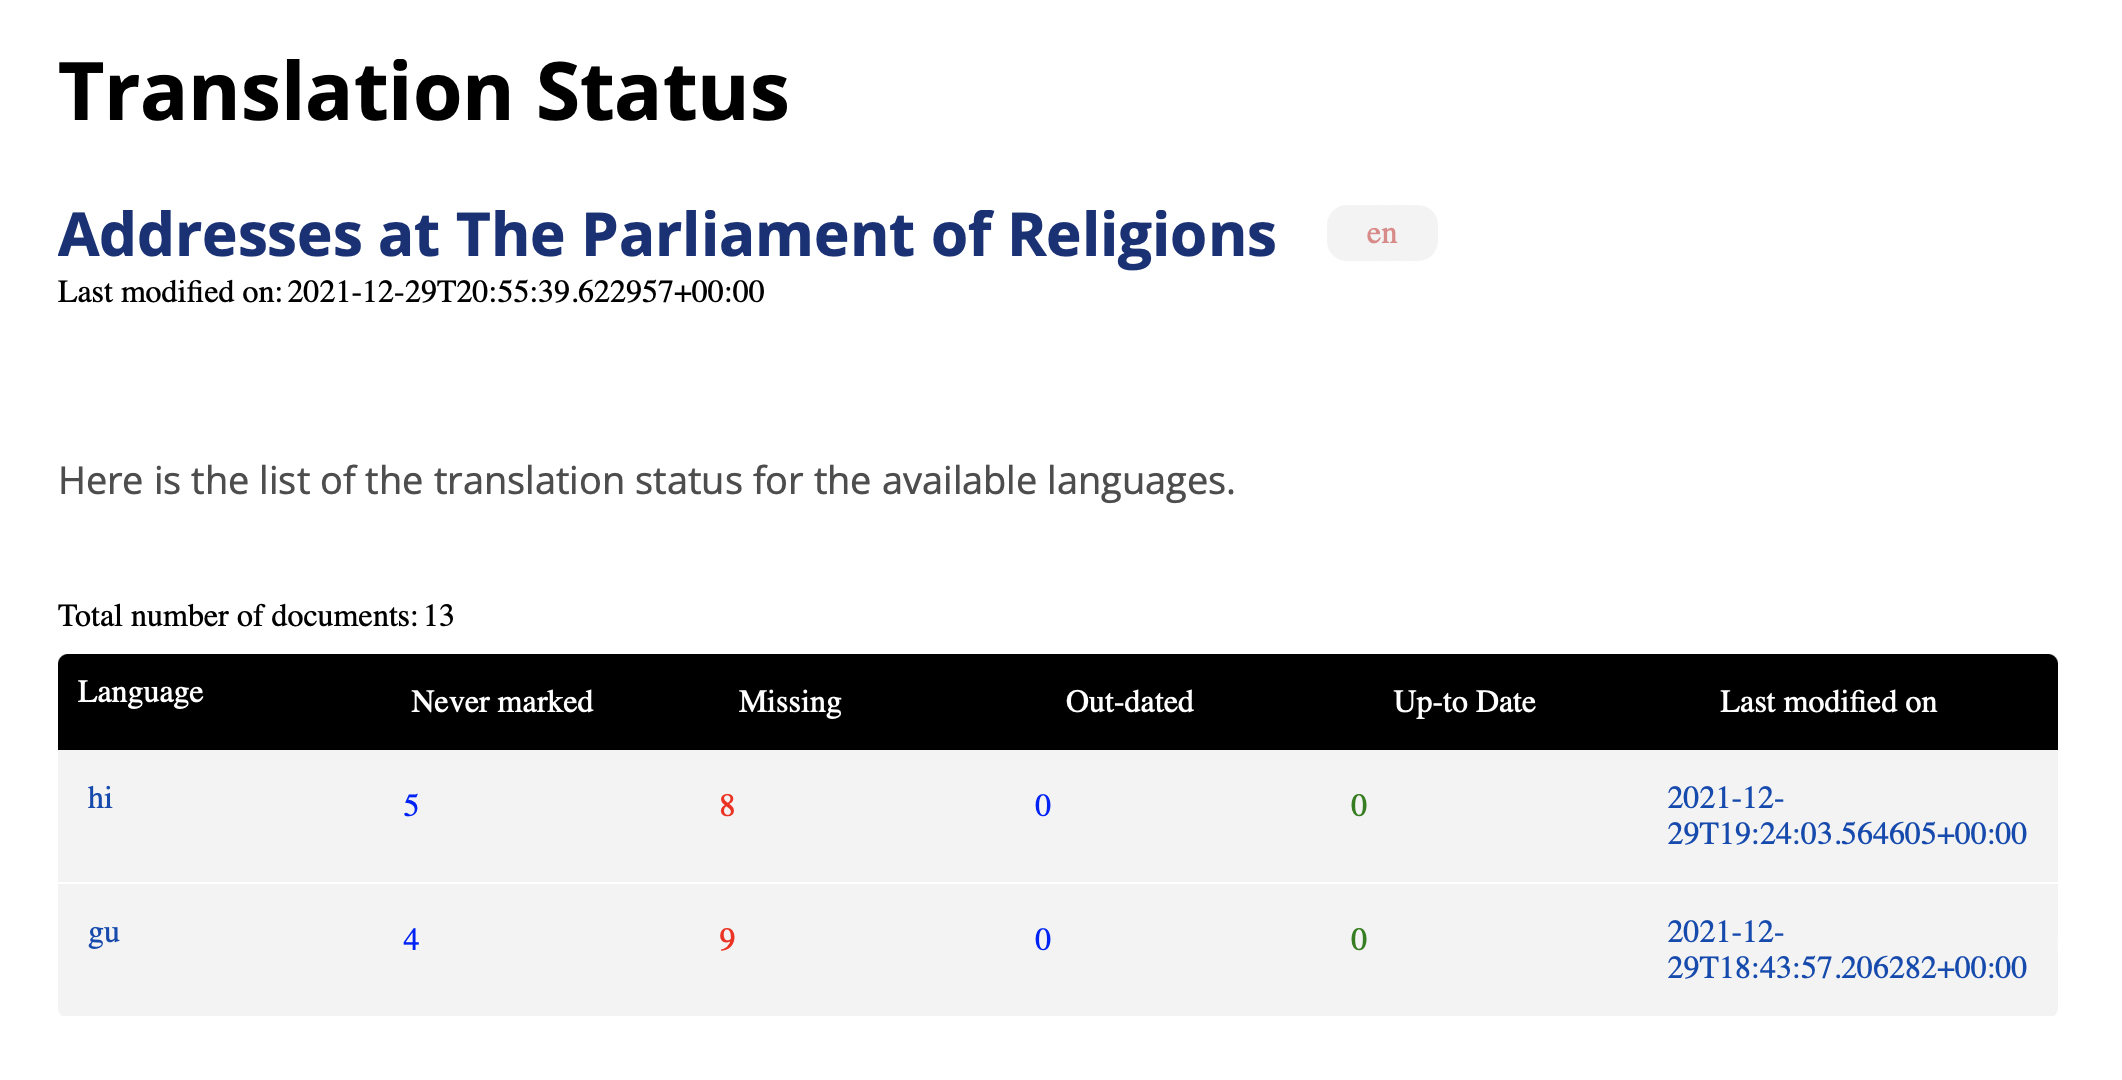 Translation Status
Addresses at The Parliament of Religions en
Last modified on: 2021-12-29T20:55:39.622957+00:00
Here is the list of the translation status for the available languages.
Total number of documents: 13
Language Never marked Missing Out-dated Up-to Date Last modified on
hi 5 8 0 0 2021-12-
29T19:24:03.564605+00:00
gu 4 9 0 0 2021-12-
29T18:43:57.206282+00:00